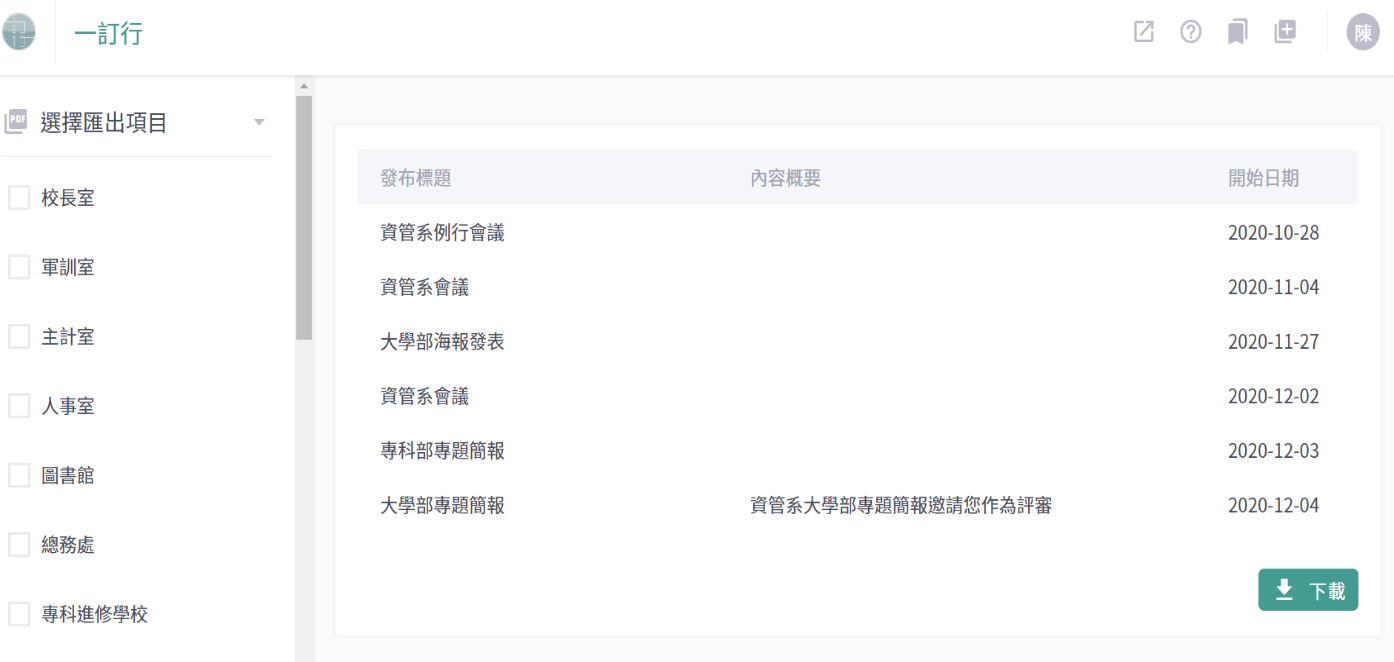 一訂行
陳
PDF
選擇匯出項目
校長室
軍訓室
主計室
人事室
圖書館
總務處
專科進修學校
發布標題 內容概要 開始日期
資管系例行會議 2020-10-28
資管系會議 2020-11-04
大學部海報發表 2020-11-27
資管系會議 2020-12-02
專科部專題簡報 2020-12-03
大學部專題簡報 資管系大學部專題簡報邀請您作為評審 2020-12-04
下載